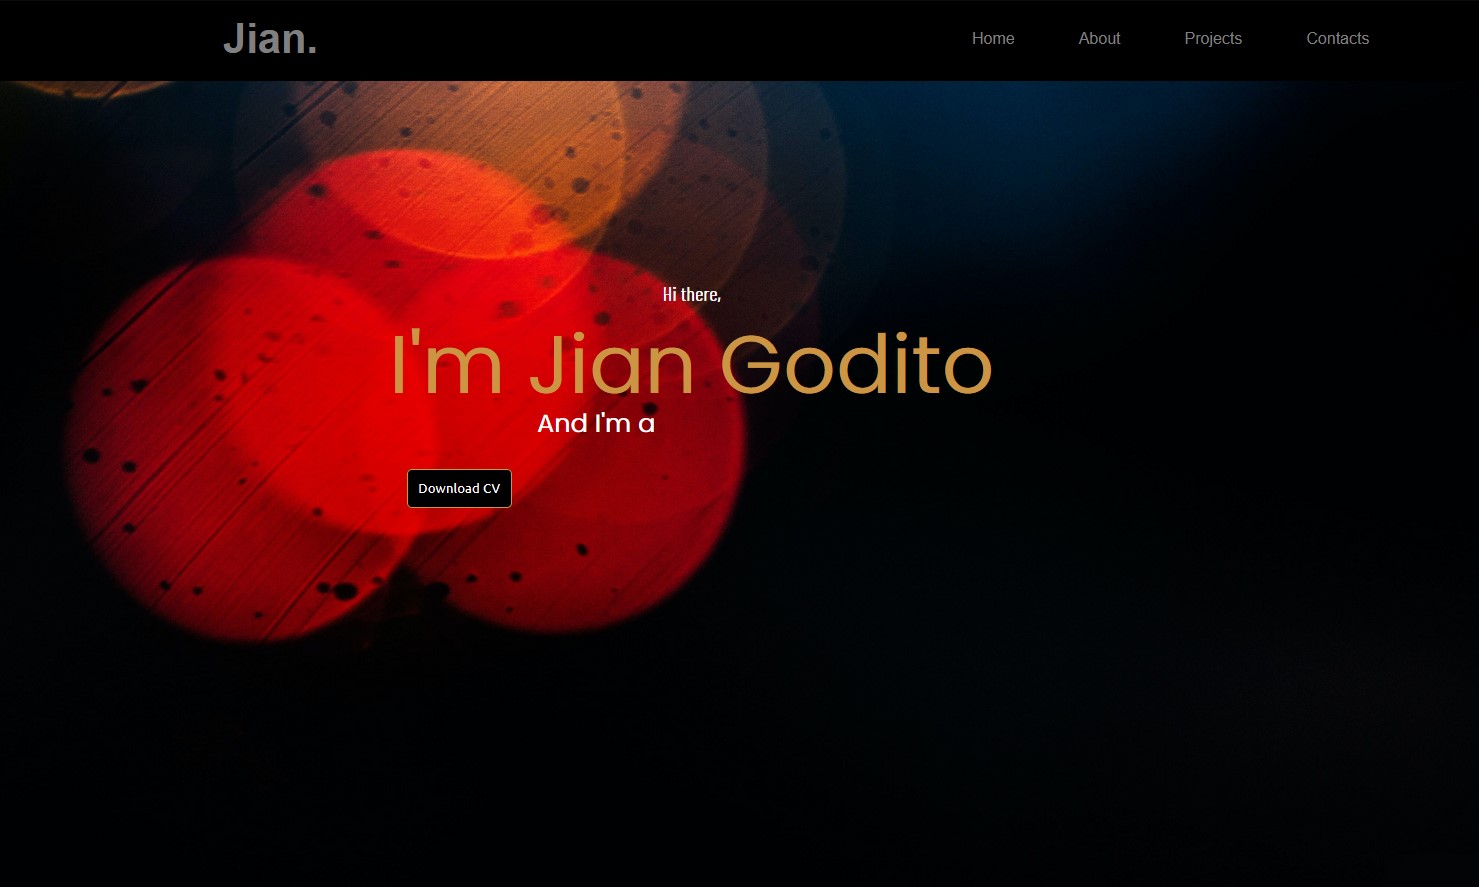 Jian.
Home About Projects Contacts
Hi there,
I'm Jian Godito
And I'm a
Download CV